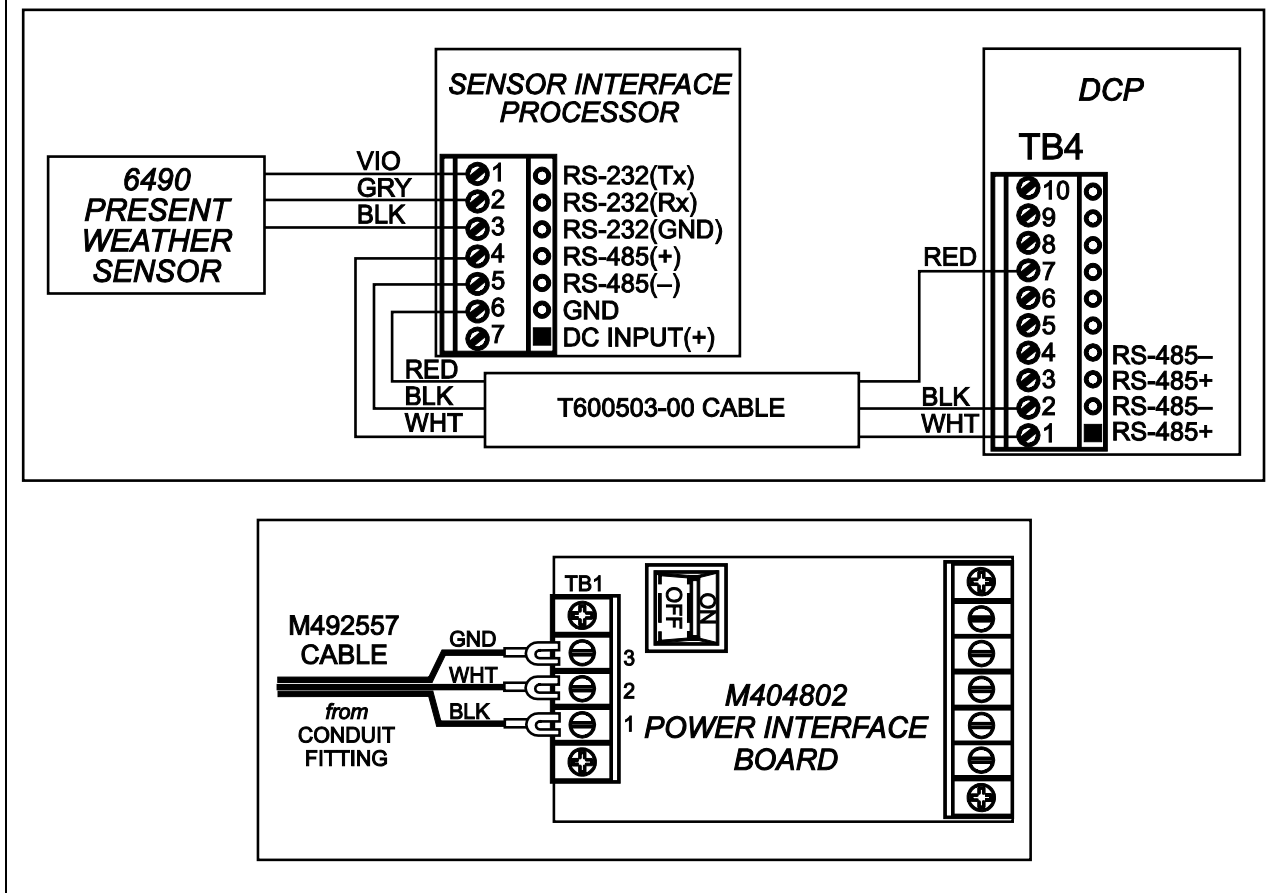 SENSOR INTERFACE
PROCESSOR
DCP
TB4
6490
PRESENT
WEATHER
SENSOR
VIO
GRY
BLK
1 RS-232(Tx)
2 RS-232(Rx)
3 RS-232(GND)
4 RS-485(+)
5 RS-485(–)
6 GND
7 DC INPUT(+)
RED
BLK
WHT
T600503-00 CABLE
RED
BLK
WHT
10
9
8
7
6
5
4 RS-485–
3 RS-485+
2 RS-485–
1 RS-485+
TB1
OFF
ON
M492557
CABLE
from
CONDUIT
FITTING
GND
WHT
BLK
3
2
1
M404802
POWER INTERFACE
BOARD